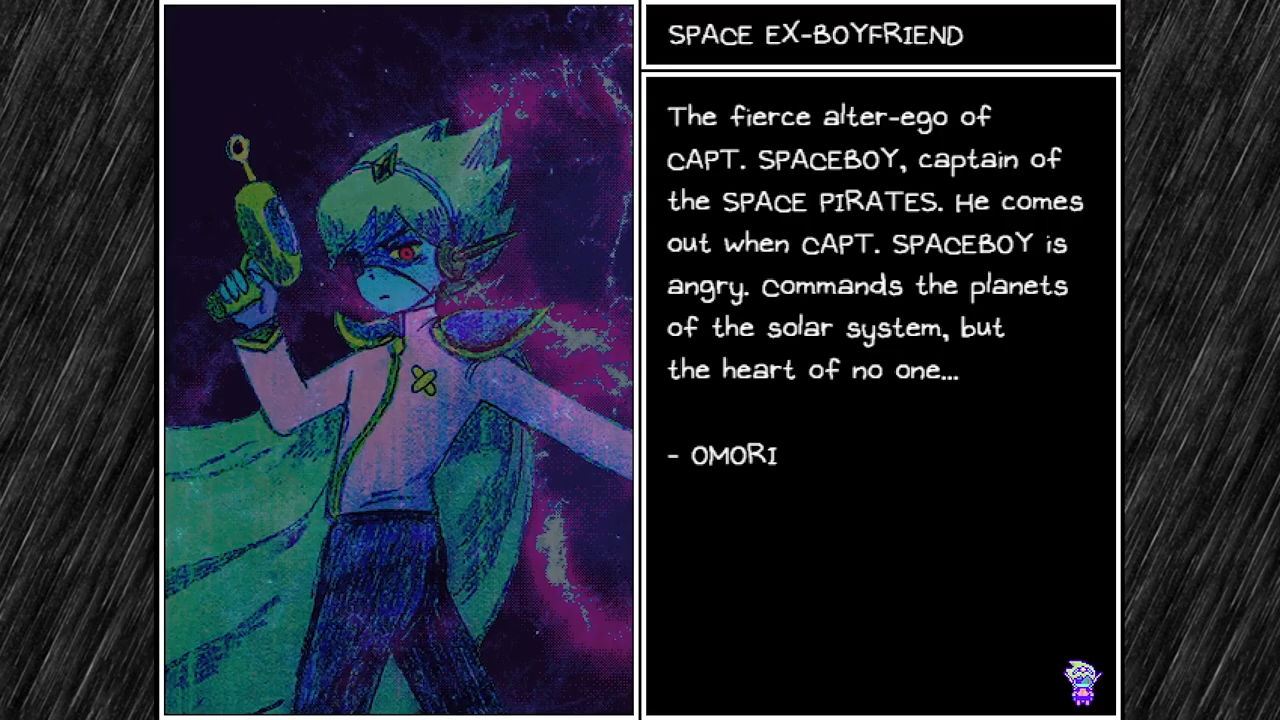 SPACE EX-BOYFRIEND
The fierce alter-ego of
CAPT. SPACEBOY, captain of
the SPACE PIRATES. He comes
out when CAPT. SPACEBOY is
angry. Commands the planets
of the solar system, but
the heart of no one...
- OMORI